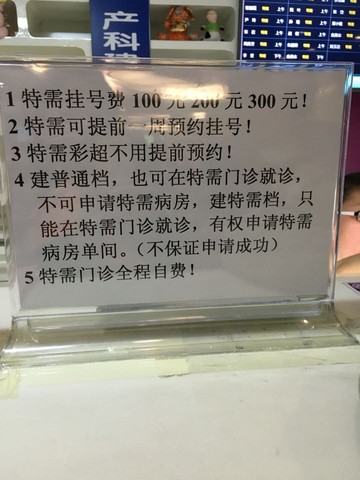 产科
1 特需挂号费 100 元 200 元 300 元！
2 特需可提前一周预约挂号！
3 特需彩超不用提前预约！
4 建普通档，也可在特需门诊就诊，
不可申请特需病房，建特需档，只
能在特需门诊就诊，有权申请特需
病房单间。（不保证申请成功）
5 特需门诊全程自费！